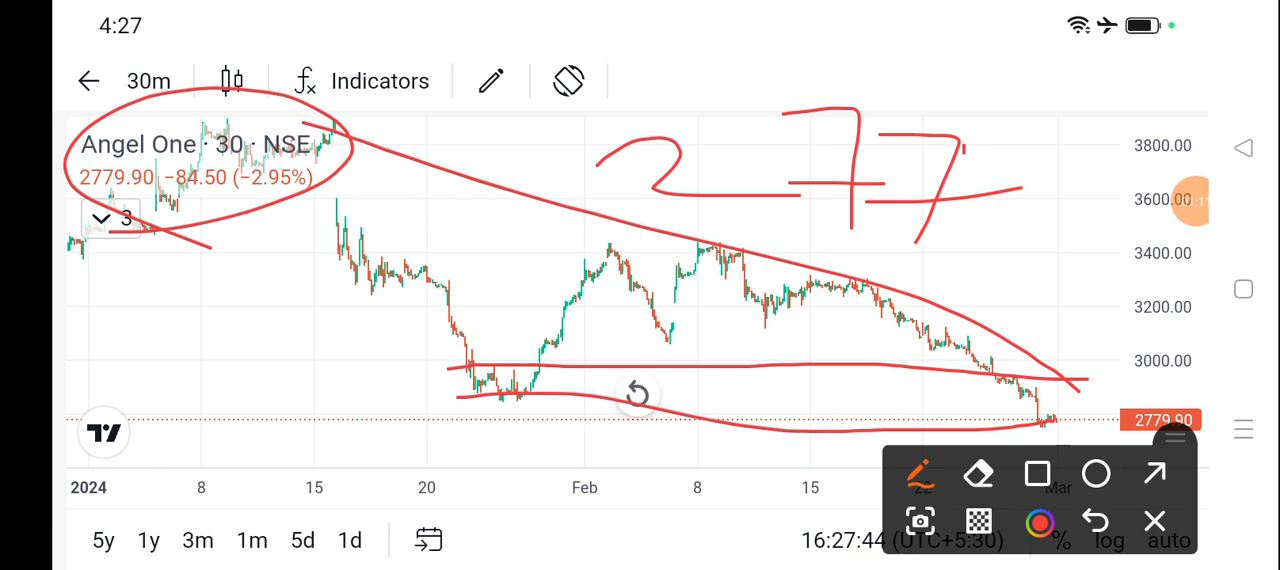 4:27
30m Indicators
Angel One · 30 · NSE
2779.90 −84.50 (−2.95%)
3
277
3800.00
3600.00
3400.00
3200.00
3000.00
2779.90
2024 8 15 20 Feb 8 15 22 Mar
5y 1y 3m 1m 5d 1d 16:27:44 (UTC+5:30) % log auto